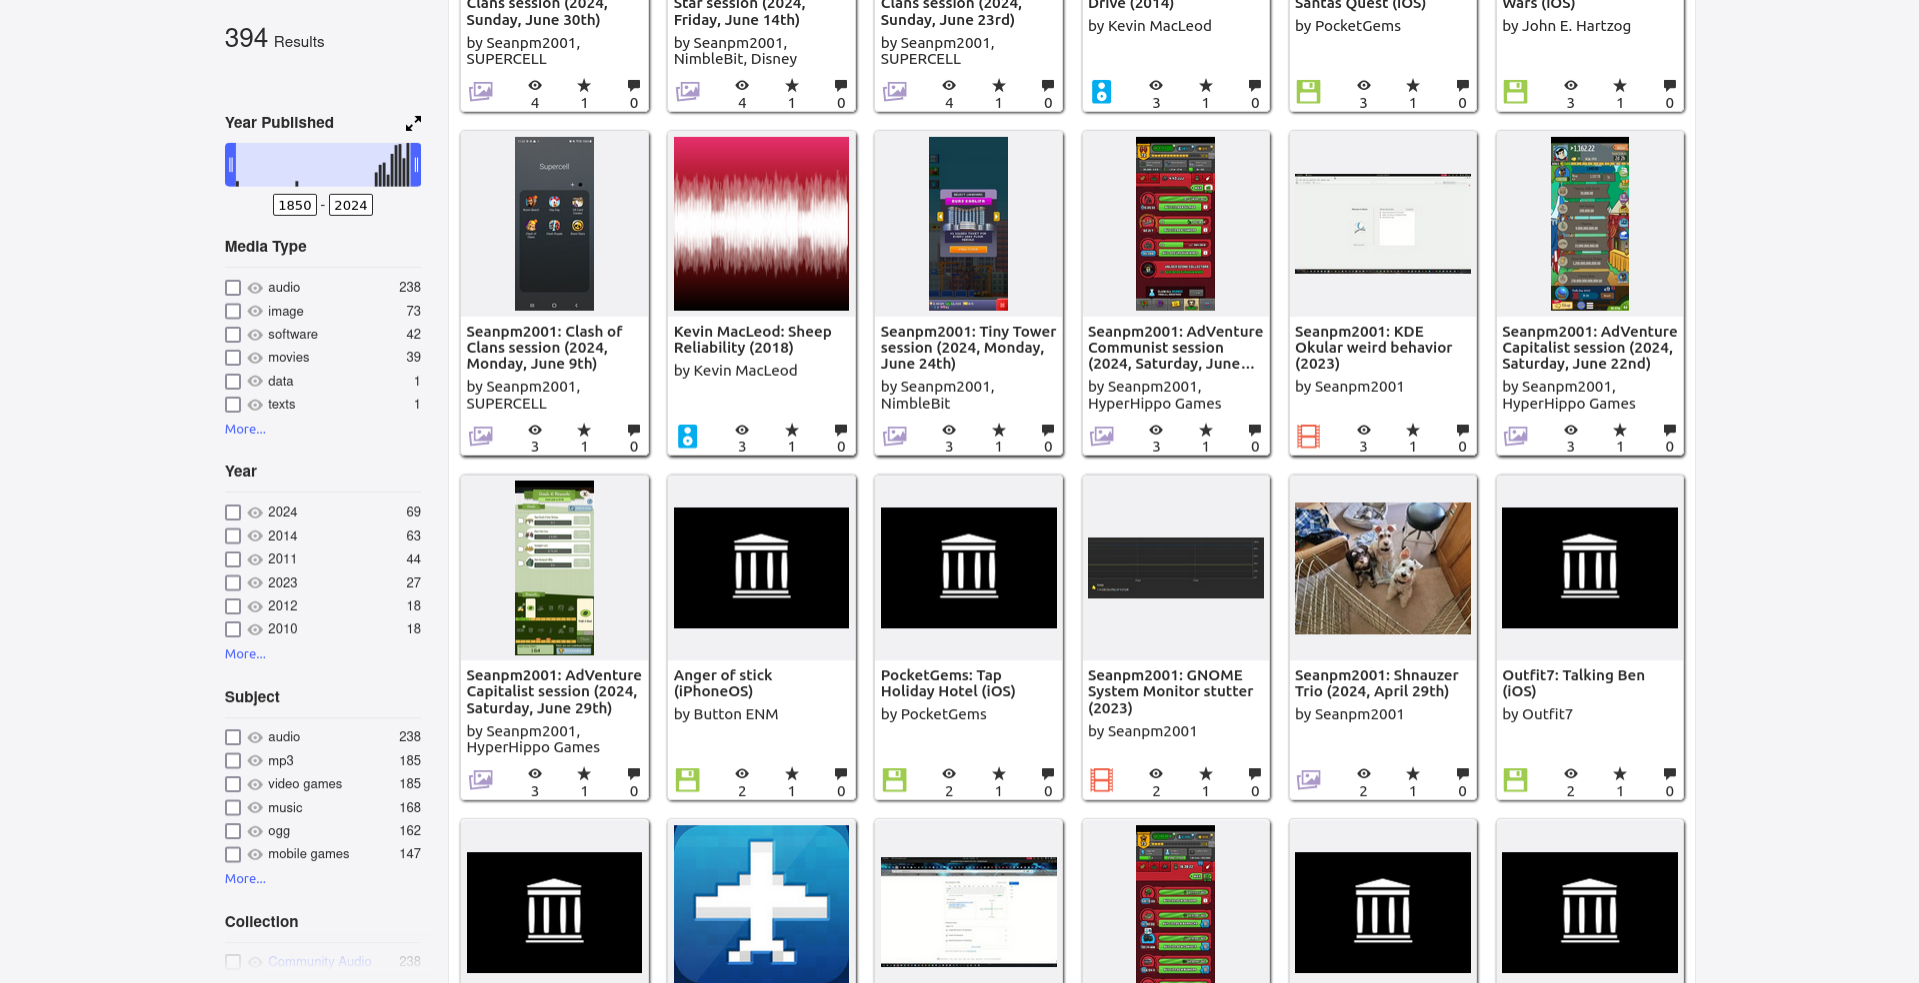 394 Results
Year Published
1850 - 2024
Media Type
audio 238
image 73
software 42
movies 39
data 1
texts 1
More...
Year
2024 69
2014 63
2011 44
2023 27
2012 18
2010 18
More...
Subject
audio 238
mp3 185
video games 185
music 168
ogg 162
mobile games 147
More...
Collection
Community Audio 238
Clans session (2024,
Sunday, June 30th)
by Seanpm2001,
SUPERCELL
4 1 0
Star session (2024,
Friday, June 14th)
by Seanpm2001,
NimbleBit, Disney
4 1 0
Clans session (2024,
Sunday, June 23rd)
by Seanpm2001,
SUPERCELL
4 1 0
Drive (2014)
by Kevin MacLeod
3 1 0
Santas Quest (iOS)
by PocketGems
3 1 0
Wars (iOS)
by John E. Hartzog
3 1 0
Supercell
Seanpm2001: Clash of
Clans session (2024,
Monday, June 9th)
by Seanpm2001,
SUPERCELL
3 1 0
Kevin MacLeod: Sheep
Reliability (2018)
by Kevin MacLeod
3 1 0
Seanpm2001: Tiny Tower
session (2024, Monday,
June 24th)
by Seanpm2001,
NimbleBit
3 1 0
Seanpm2001: AdVenture
Communist session
(2024, Saturday, June...
by Seanpm2001,
HyperHippo Games
3 1 0
Seanpm2001: KDE
Okular weird behavior
(2023)
by Seanpm2001
3 1 0
Seanpm2001: AdVenture
Capitalist session (2024,
Saturday, June 22nd)
by Seanpm2001,
HyperHippo Games
3 1 0
Seanpm2001: AdVenture
Capitalist session (2024,
Saturday, June 29th)
by Seanpm2001,
HyperHippo Games
3 1 0
Anger of stick
(iPhoneOS)
by Button ENM
2 1 0
PocketGems: Tap
Holiday Hotel (iOS)
by PocketGems
2 1 0
Seanpm2001: GNOME
System Monitor stutter
(2023)
by Seanpm2001
2 1 0
Seanpm2001: Shnauzer
Trio (2024, April 29th)
by Seanpm2001
2 1 0
Outfit7: Talking Ben
(iOS)
by Outfit7
2 1 0